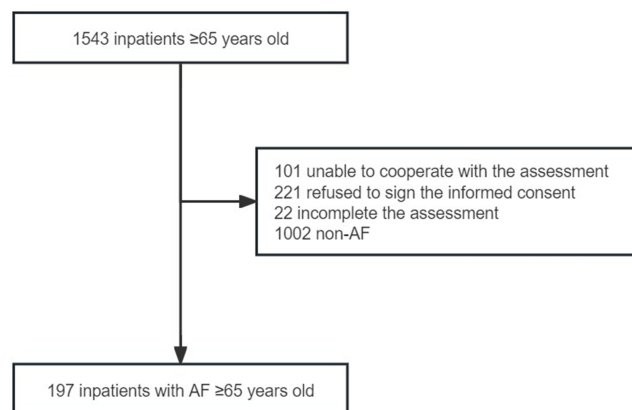 1543 inpatients ≥65 years old
101 unable to cooperate with the assessment
221 refused to sign the informed consent
22 incomplete the assessment
1002 non-AF
197 inpatients with AF ≥65 years old